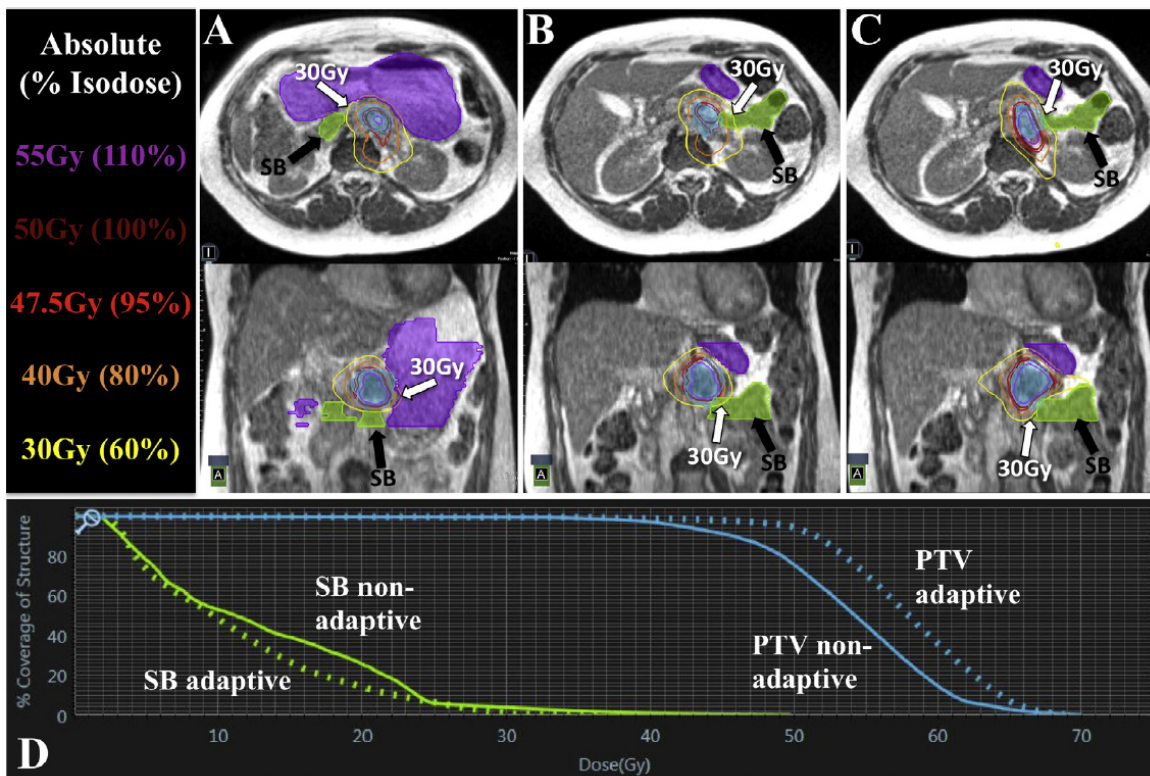 Absolute
(% Isodose)
55Gy (110%)
50Gy (100%)
47.5Gy (95%)
40Gy (80%)
30Gy (60%)
A
30Gy
SB
I
30Gy
SB
A
B
30Gy
SB
I
30Gy
SB
A
C
30Gy
SB
I
30Gy
SB
A
% Coverage of Structure
80
60
40
20
0
SB non-
adaptive
SB adaptive
PTV
adaptive
PTV non-
adaptive
10
20
30
40
50
60
70
Dose(Gy)
D